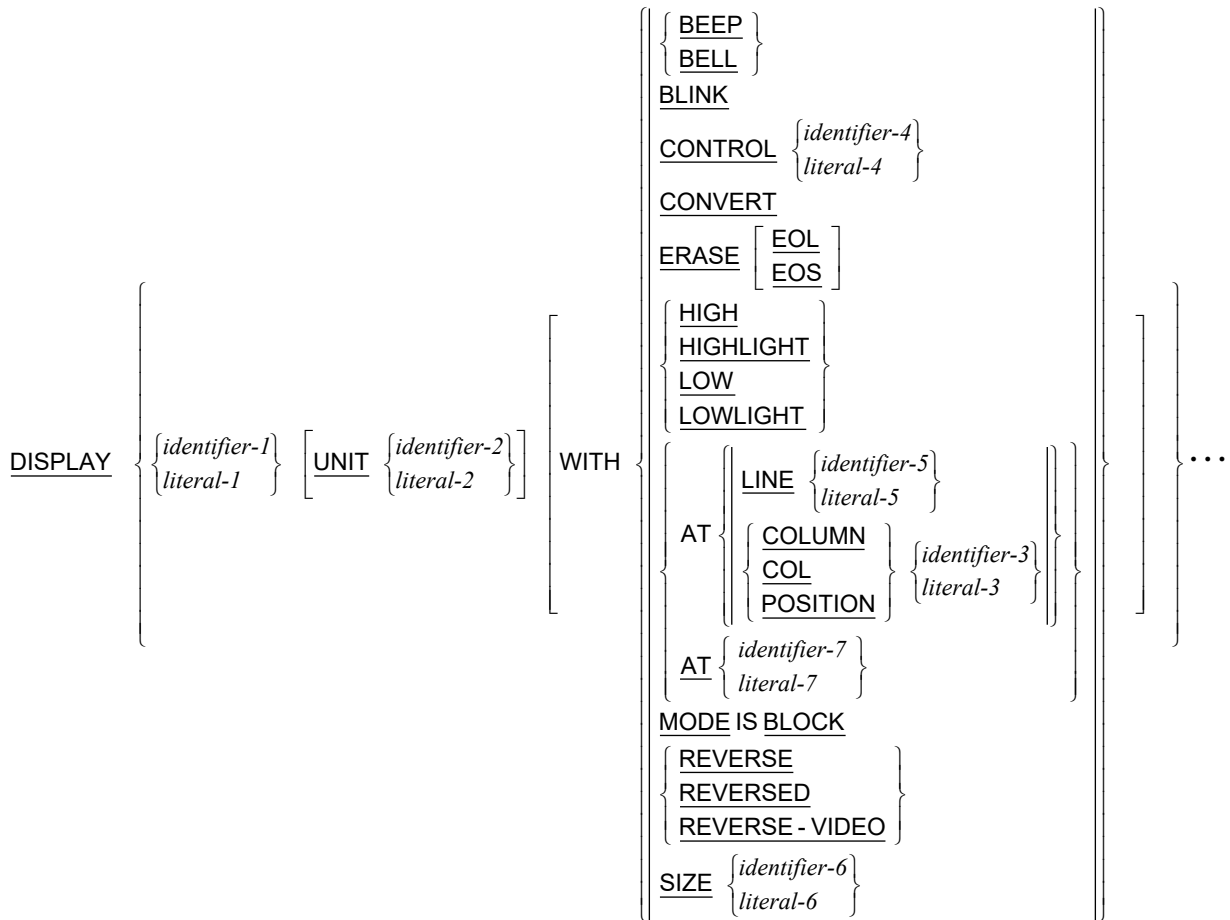 BEEP
BELL
BLINK
CONTROL identifier-4
literal-4
CONVERT
ERASE EOL
EOS
HIGH
HIGHLIGHT
LOW
LOWLIGHT
DISPLAY identifier-1 UNIT identifier-2 WITH
literal-1 literal-2
AT LINE identifier-5
literal-5
COLUMN
COL identifier-3
POSITION literal-3
AT identifier-7
literal-7
MODE IS BLOCK
REVERSE
REVERSED
REVERSE - VIDEO
SIZE identifier-6
literal-6
...